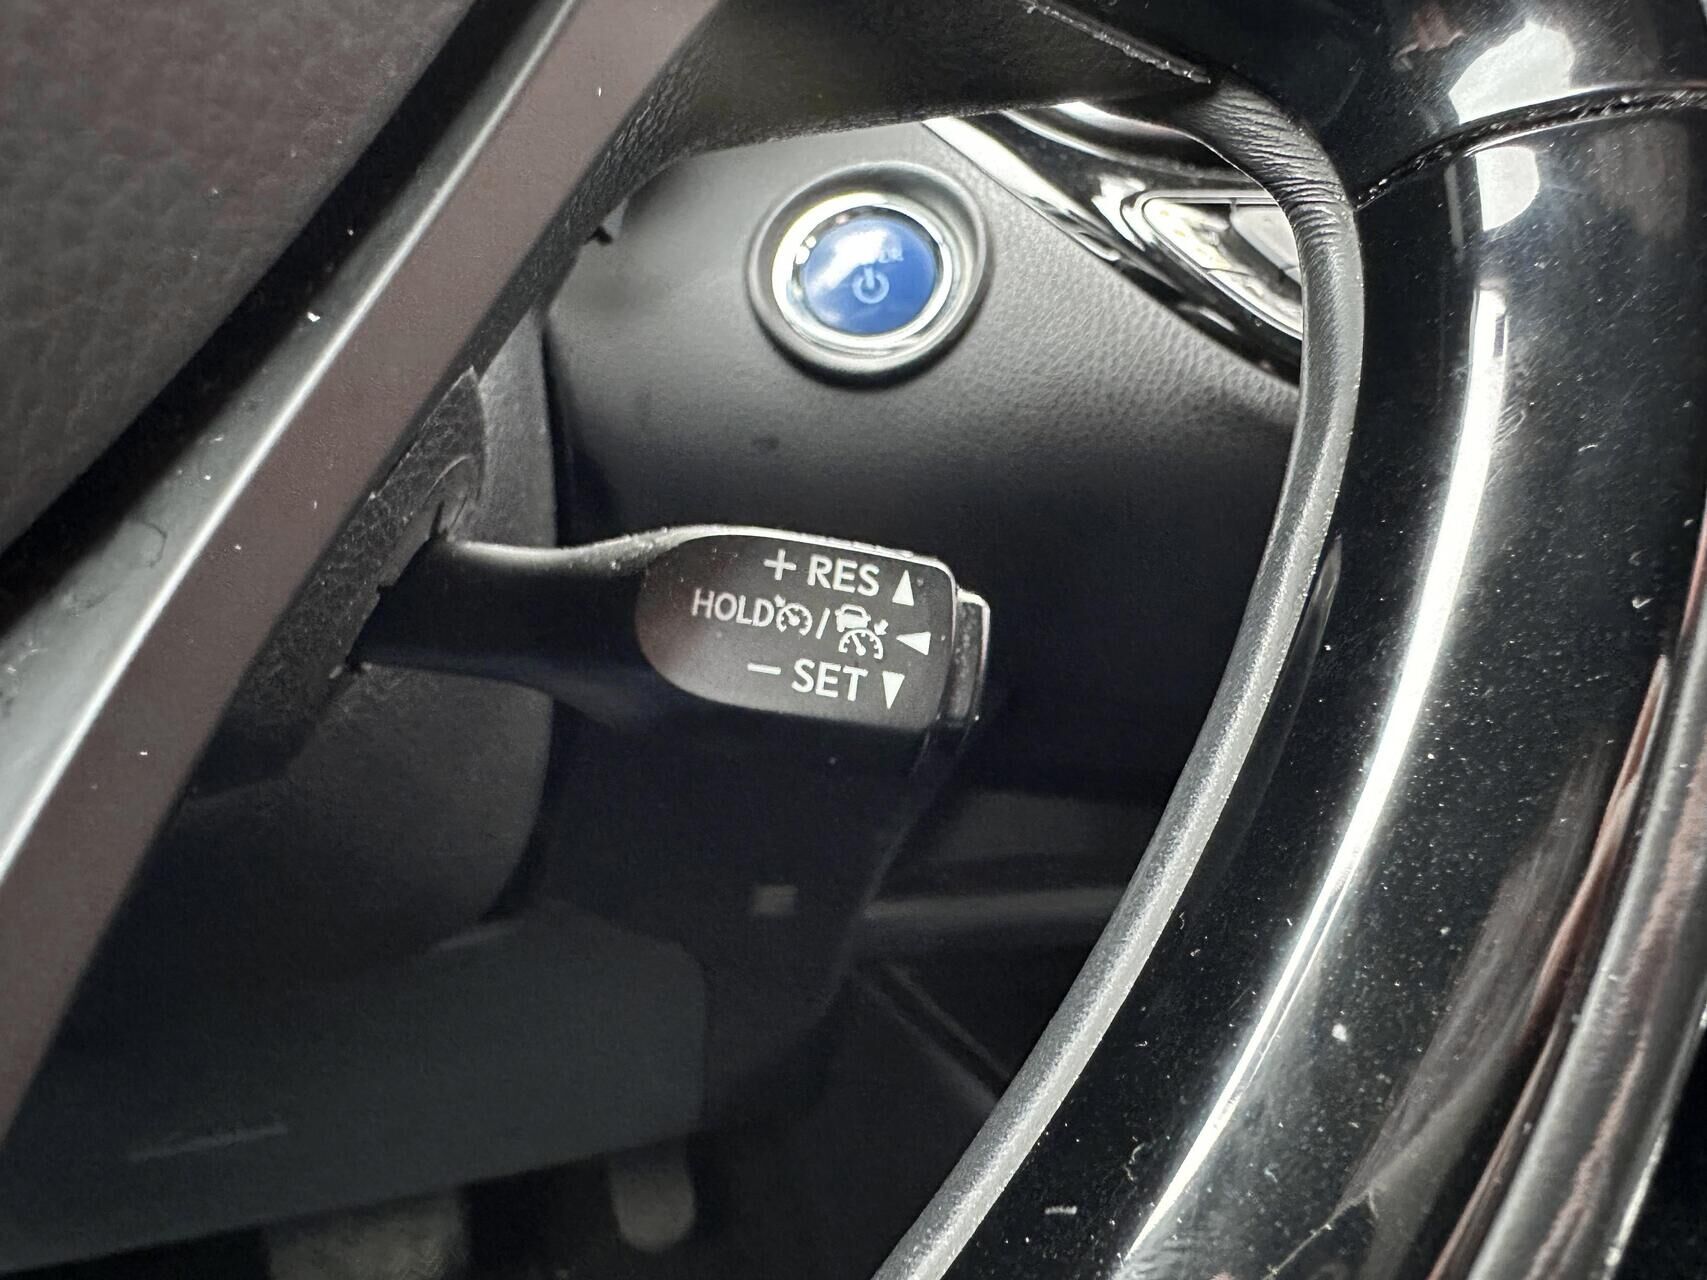 + RES ▲
HOLD / ◄
— SET ▼